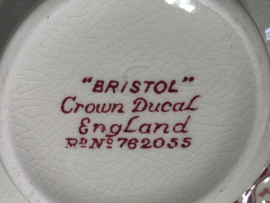 "BRISTOL"
Crown Ducal
England
RD No 762055